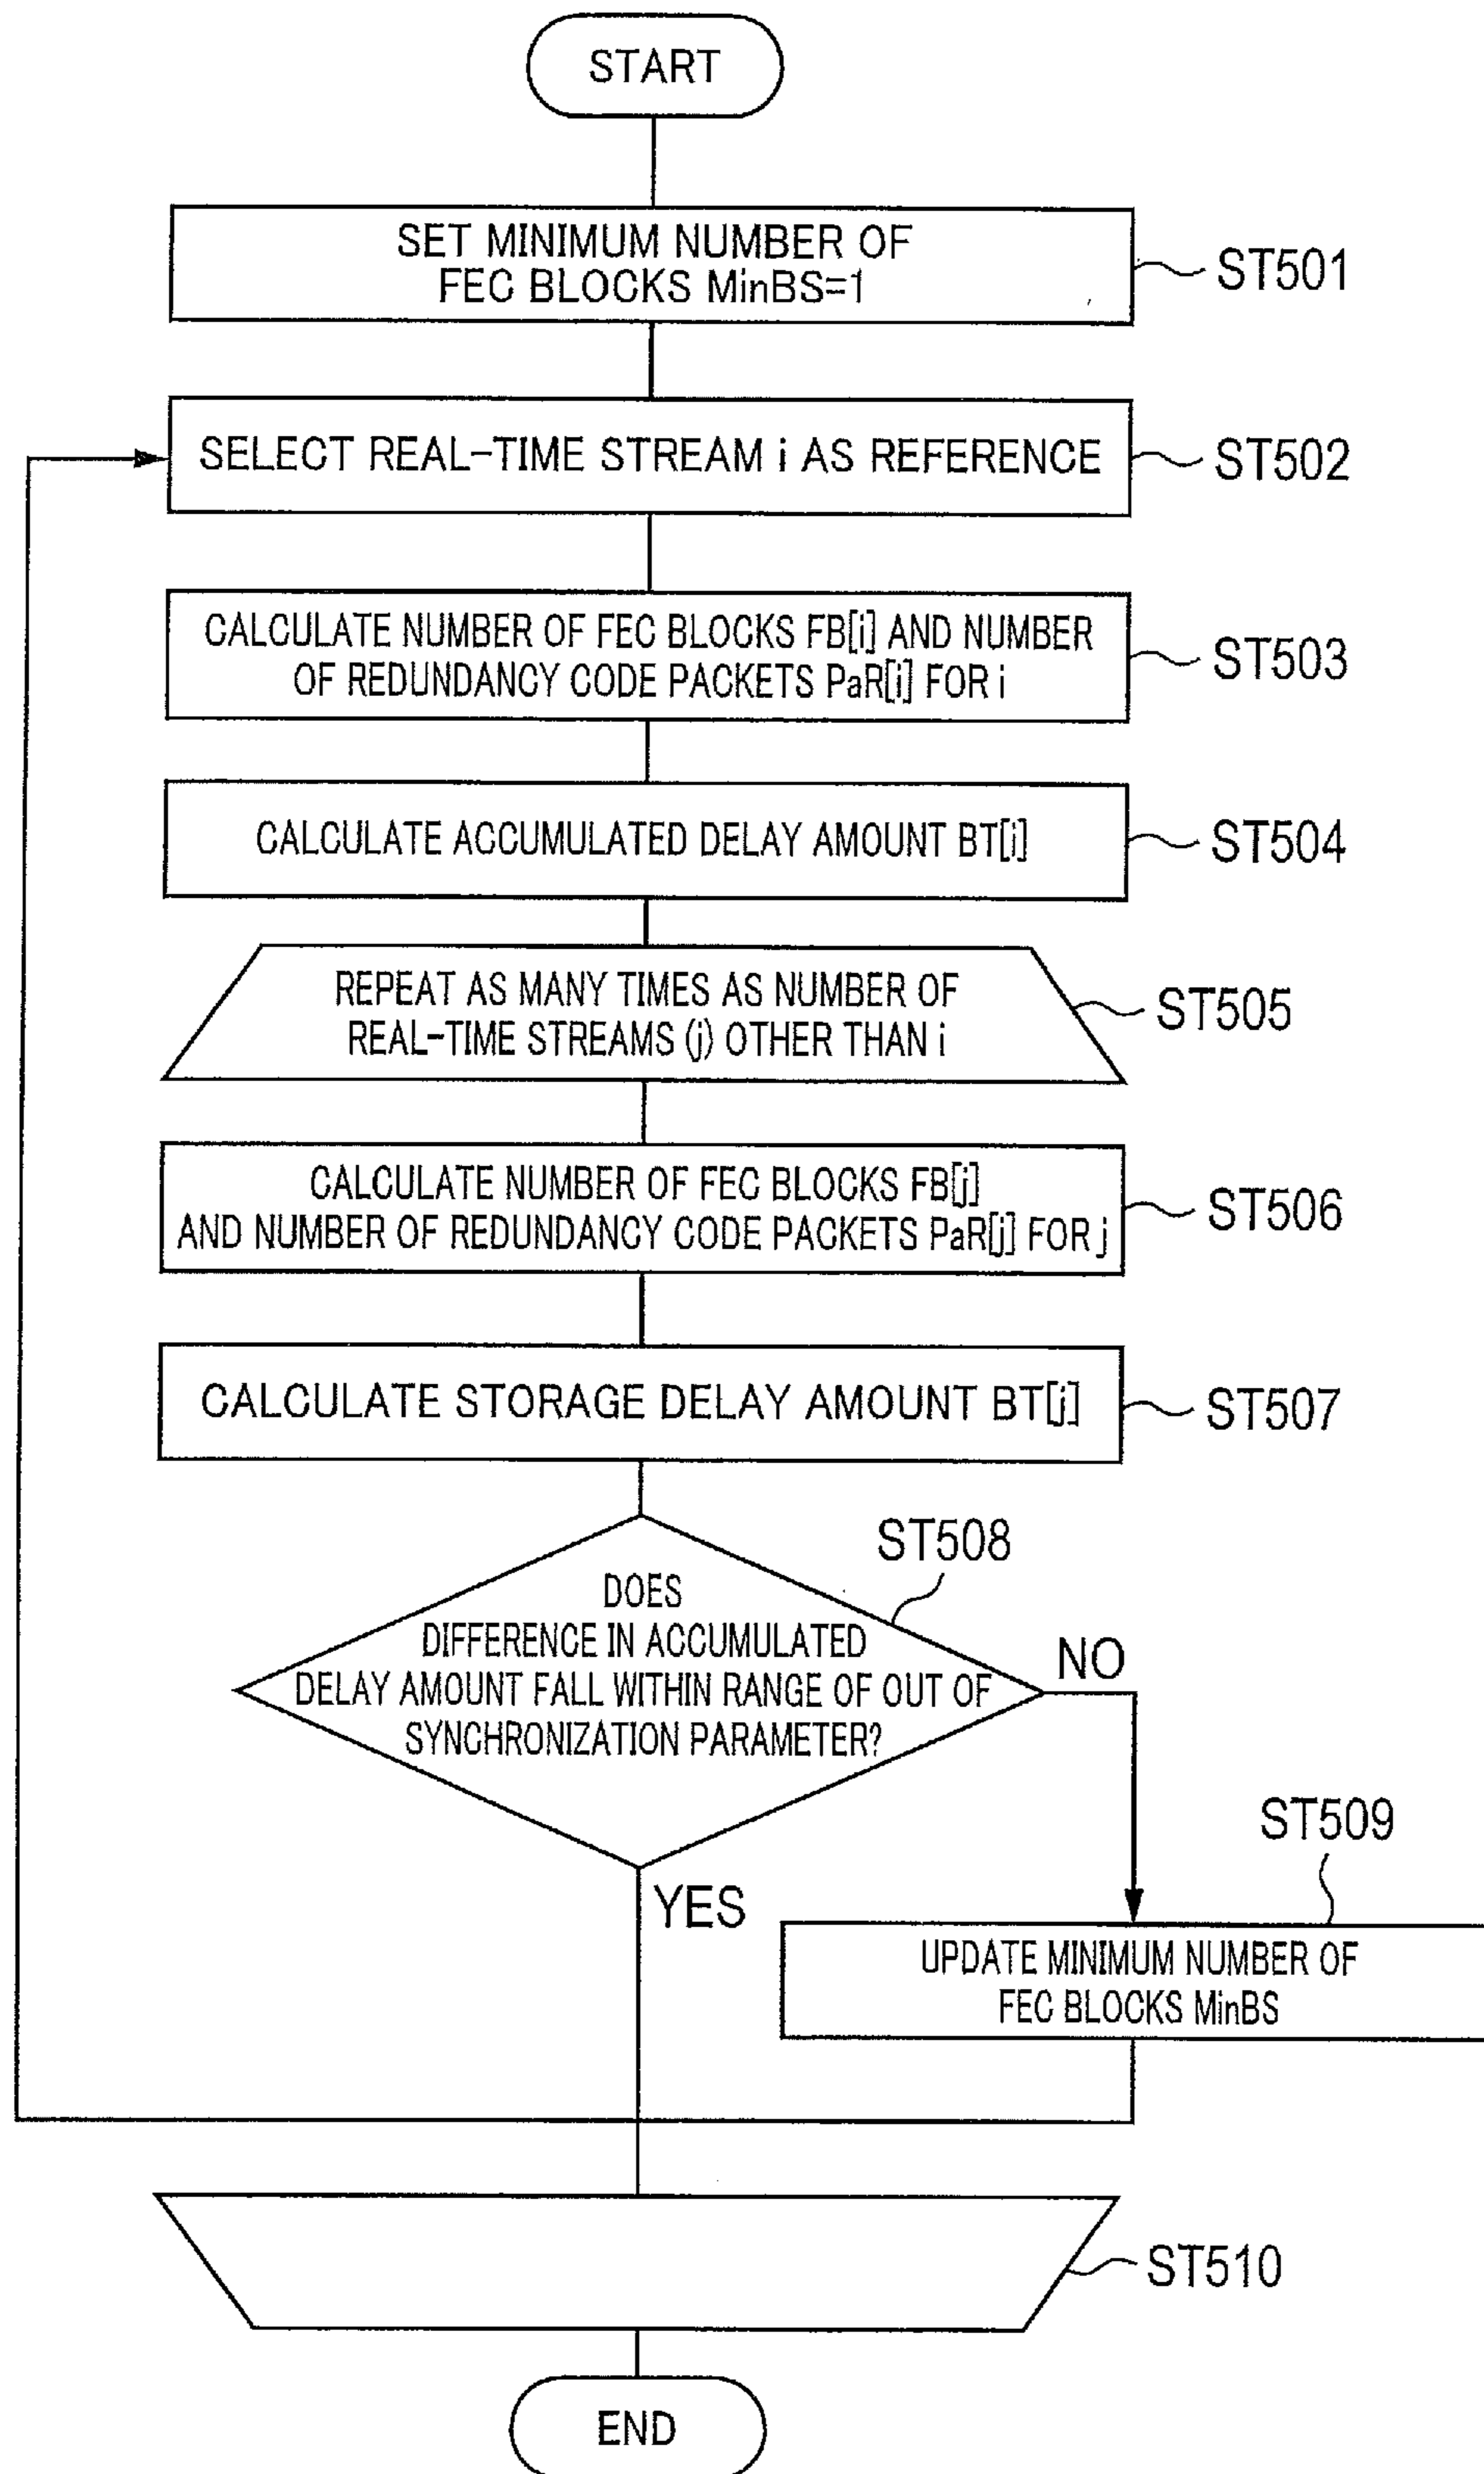 START
SET MINIMUM NUMBER OF
FEC BLOCKS MinBS=1
ST501
SELECT REAL-TIME STREAM i AS REFERENCE
ST502
CALCULATE NUMBER OF FEC BLOCKS FB[i] AND NUMBER
OF REDUNDANCY CODE PACKETS PaR[i] FOR i
ST503
CALCULATE ACCUMULATED DELAY AMOUNT BT[i]
ST504
REPEAT AS MANY TIMES AS NUMBER OF
REAL-TIME STREAMS (j) OTHER THAN i
ST505
CALCULATE NUMBER OF FEC BLOCKS FB[j]
AND NUMBER OF REDUNDANCY CODE PACKETS PaR[j] FOR j
ST506
CALCULATE STORAGE DELAY AMOUNT BT[j]
ST507
ST508
DOES
DIFFERENCE IN ACCUMULATED
DELAY AMOUNT FALL WITHIN RANGE OF OUT OF
SYNCHRONIZATION PARAMETER?
NO
YES
ST509
UPDATE MINIMUM NUMBER OF
FEC BLOCKS MinBS
ST510
END